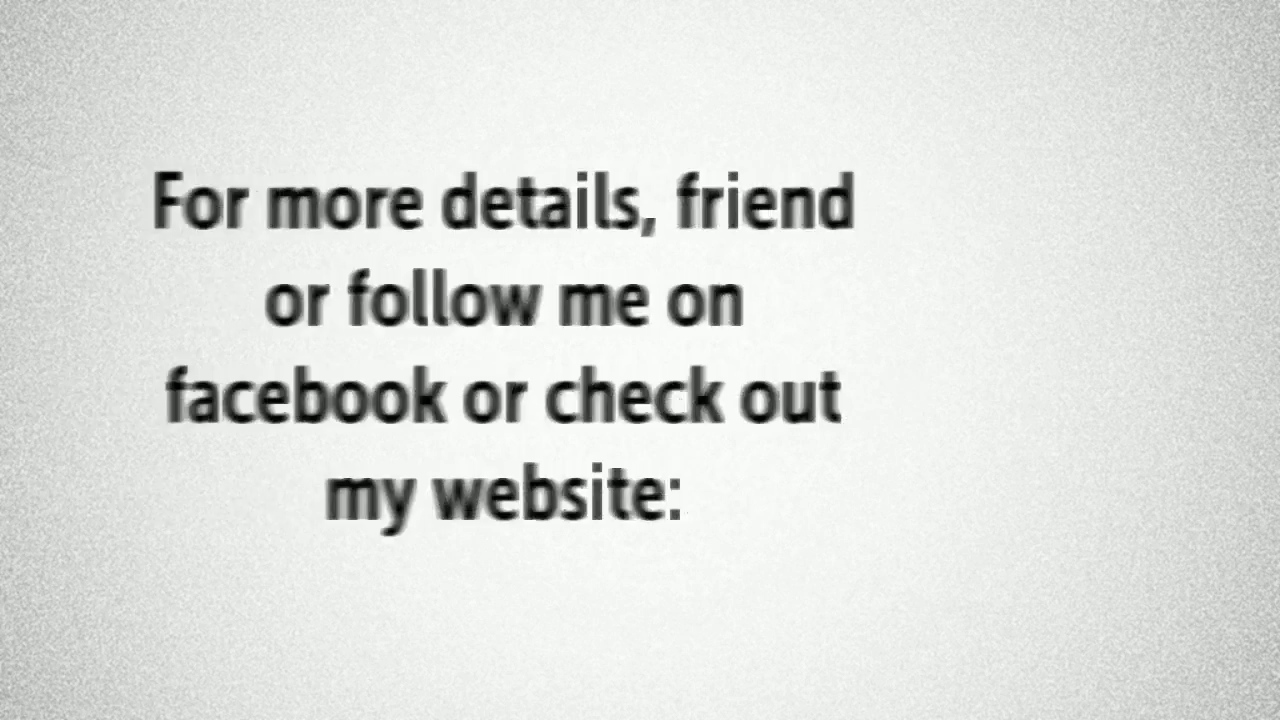 For more details, friend
or follow me on
facebook or check out
my website: